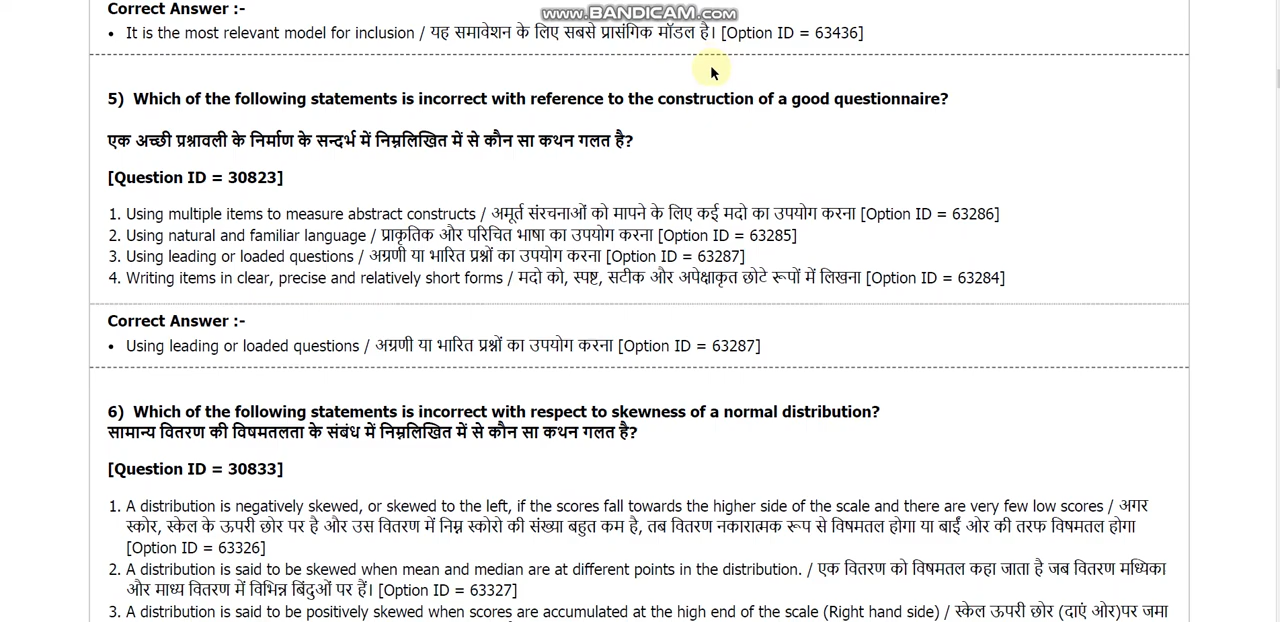 www.BANDICAM.com
Correct Answer :-
• It is the most relevant model for inclusion / यह समावेशन के लिए सबसे प्रासंगिक मॉडल है। [Option ID = 63436]
5) Which of the following statements is incorrect with reference to the construction of a good questionnaire?
एक अच्छी प्रश्नावली के निर्माण के सन्दर्भ में निम्नलिखित में से कौन सा कथन गलत है?
[Question ID = 30823]
1. Using multiple items to measure abstract constructs / अमूर्त संरचनाओं को मापने के लिए कई मदो का उपयोग करना [Option ID = 63286]
2. Using natural and familiar language / प्राकृतिक और परिचित भाषा का उपयोग करना [Option ID = 63285]
3. Using leading or loaded questions / अग्रणी या भारित प्रश्नों का उपयोग करना [Option ID = 63287]
4. Writing items in clear, precise and relatively short forms / मदो को, स्पष्ट, सटीक और अपेक्षाकृत छोटे रूपों में लिखना [Option ID = 63284]
Correct Answer :-
• Using leading or loaded questions / अग्रणी या भारित प्रश्नों का उपयोग करना [Option ID = 63287]
6) Which of the following statements is incorrect with respect to skewness of a normal distribution?
सामान्य वितरण की विषमतलता के संबंध में निम्नलिखित में से कौन सा कथन गलत है?
[Question ID = 30833]
1. A distribution is negatively skewed, or skewed to the left, if the scores fall towards the higher side of the scale and there are very few low scores / अगर
स्कोर, स्केल के ऊपरी छोर पर है और उस वितरण में निम्न स्कोरो की संख्या बहुत कम है, तब वितरण नकारात्मक रूप से विषमतल होगा या बाईं ओर की तरफ विषमतल होगा
[Option ID = 63326]
2. A distribution is said to be skewed when mean and median are at different points in the distribution. / एक वितरण को विषमतल कहा जाता है जब वितरण मध्यिका
और माध्य वितरण में विभिन्न बिंदुओं पर हैं। [Option ID = 63327]
3. A distribution is said to be positively skewed when scores are accumulated at the high end of the scale (Right hand side) / स्केल ऊपरी छोर (दाएं ओर)पर जमा